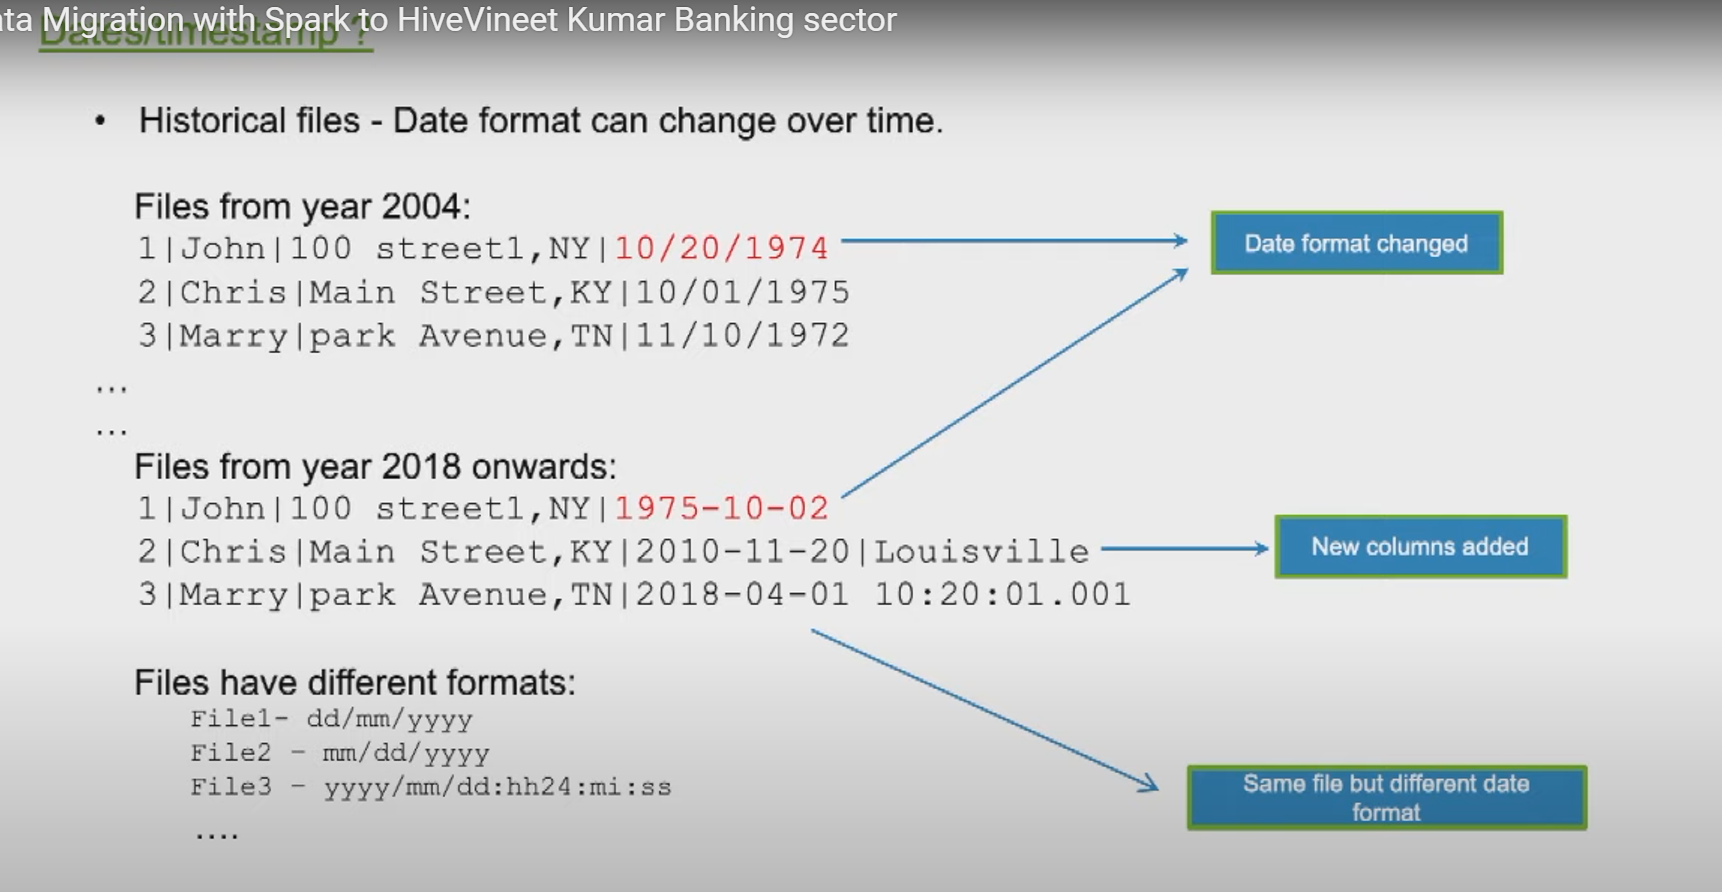 ta Migration with Spark to HiveVineet Kumar Banking sector
Dates/timestamp ?
• Historical files - Date format can change over time.
Files from year 2004:
1|John|100 street1,NY|10/20/1974
Date format changed
2|Chris|Main Street,KY|10/01/1975
3|Marry|park Avenue,TN|11/10/1972
...
...
Files from year 2018 onwards:
1|John|100 street1,NY|1975-10-02
2|Chris|Main Street,KY|2010-11-20|Louisville
New columns added
3|Marry|park Avenue,TN|2018-04-01 10:20:01.001
Files have different formats:
File1- dd/mm/yyyy
File2 - mm/dd/yyyy
File3 - yyyy/mm/dd:hh24:mi:ss
....
Same file but different date
format